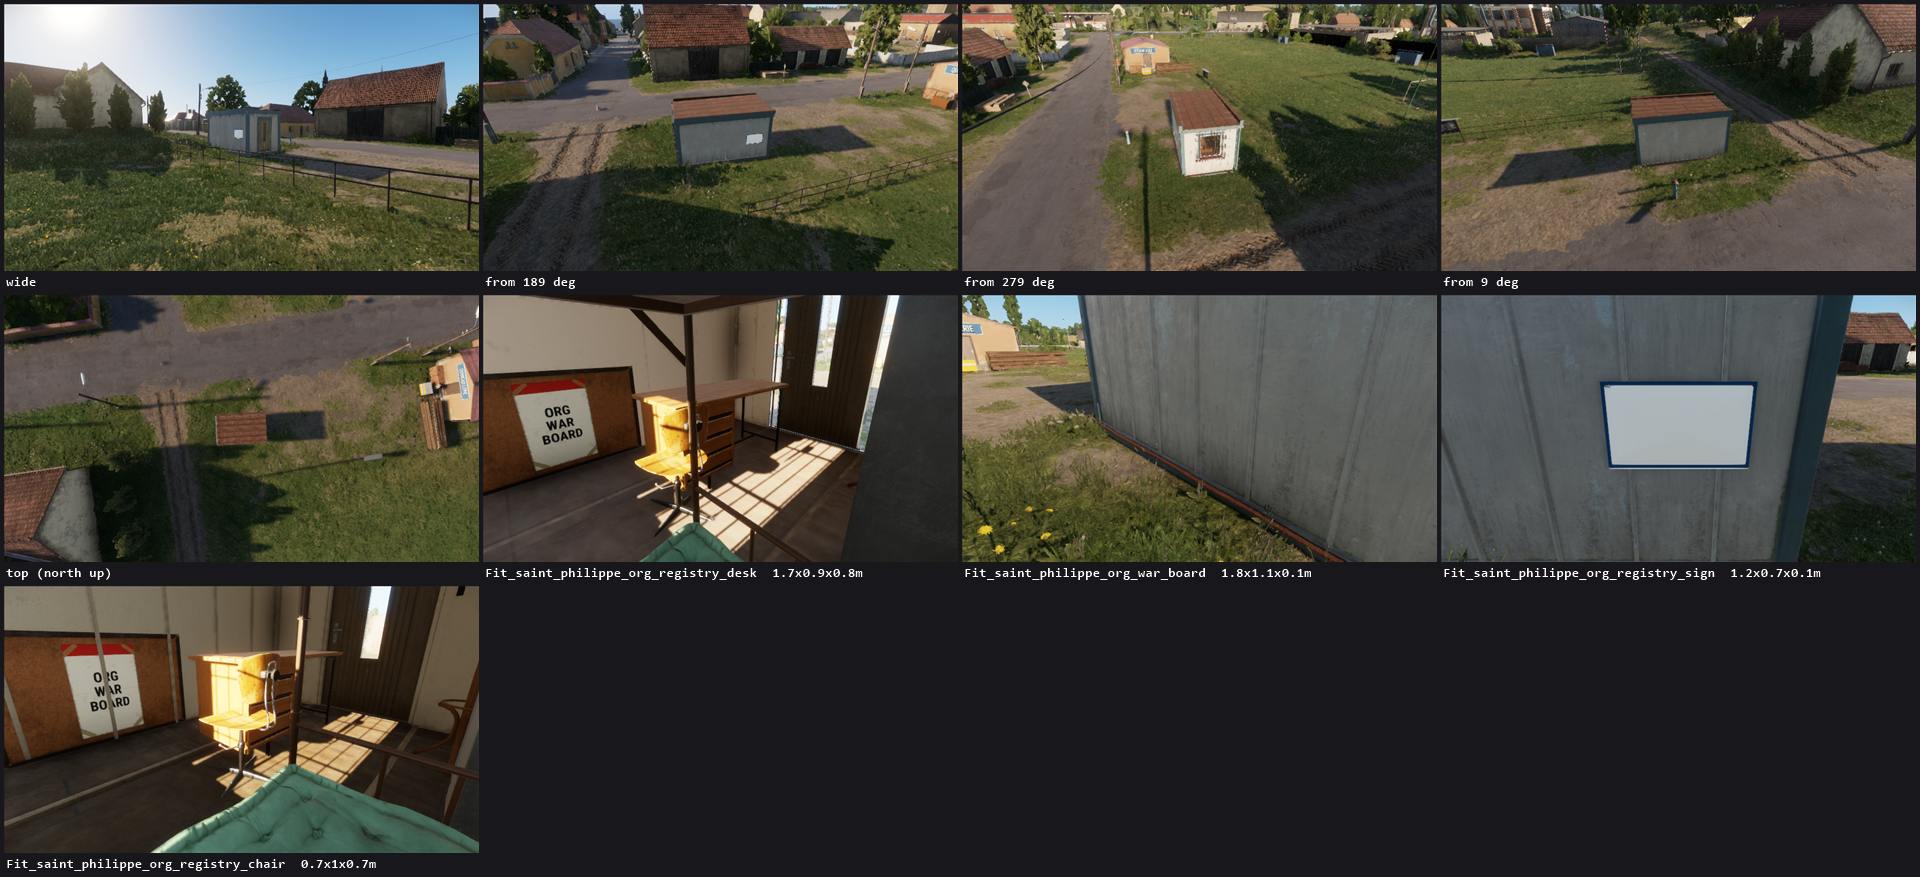 wide
from 189 deg
from 279 deg
from 9 deg
top (north up)
ORG
WAR
BOARD
Fit_saint_philippe_org_registry_desk 1.7x0.9x0.8m
Fit_saint_philippe_org_war_board 1.8x1.1x0.1m
Fit_saint_philippe_org_registry_sign 1.2x0.7x0.1m
ORG
WAR
BOARD
Fit_saint_philippe_org_registry_chair 0.7x1x0.7m